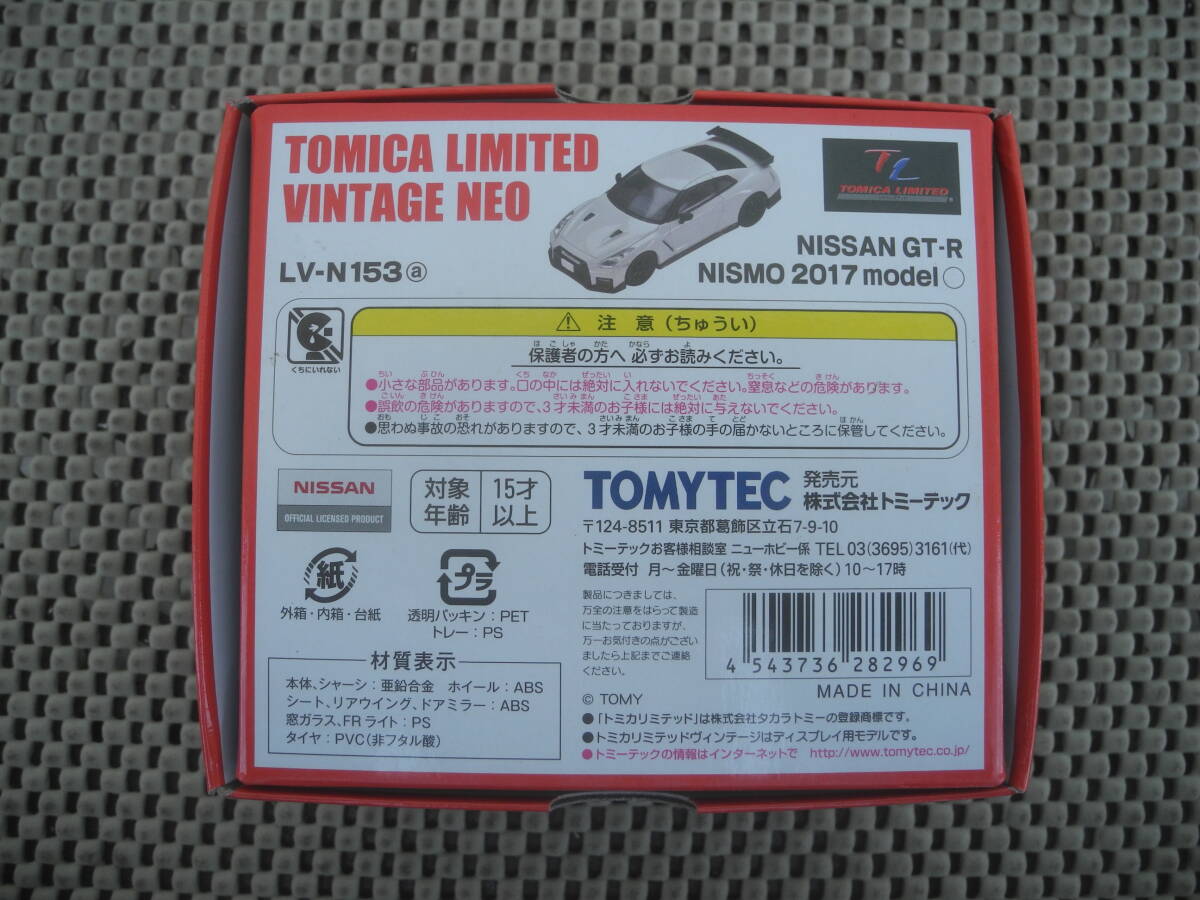 TOMICA LIMITED
VINTAGE NEO
LV-N153ⓐ
TL
TOMICA LIMITED
NISSAN GT-R
NISMO 2017 model○
くちにいれない
⚠ 注 意（ちゅうい）
保護者の方へ 必ずお読みください。
●小さな部品があります。口の中には絶対に入れないでください。窒息などの危険があります。
●誤飲の危険がありますので、3才未満のお子様には絶対に与えないでください。
●思わぬ事故の恐れがありますので、3才未満のお子様の手の届かないところに保管してください。
NISSAN
OFFICIAL LICENSED PRODUCT
対象年齢 15才以上
TOMYTEC 発売元 株式会社トミーテック
〒124-8511 東京都葛飾区立石7-9-10
トミーテックお客様相談室 ニューホビー係 TEL 03(3695)3161(代)
電話受付 月〜金曜日（祝・祭・休日を除く）10〜17時
紙
外箱・内箱・台紙
プラ
透明パッキン：PET
トレー：PS
製品につきましては、
万全の注意をはらって製造
に当たっておりますが、
万一お気付きの点がござい
ましたら上記までご連絡
ください。
4 543736 282969
MADE IN CHINA
材質表示
本体、シャーシ：亜鉛合金 ホイール：ABS
シート、リアウイング、ドアミラー：ABS
窓ガラス、FRライト：PS
タイヤ：PVC（非フタル酸）
© TOMY
●「トミカリミテッド」は株式会社タカラトミーの登録商標です。
●トミカリミテッドヴィンテージはディスプレイ用モデルです。
●トミーテックの情報はインターネットで http://www.tomytec.co.jp/